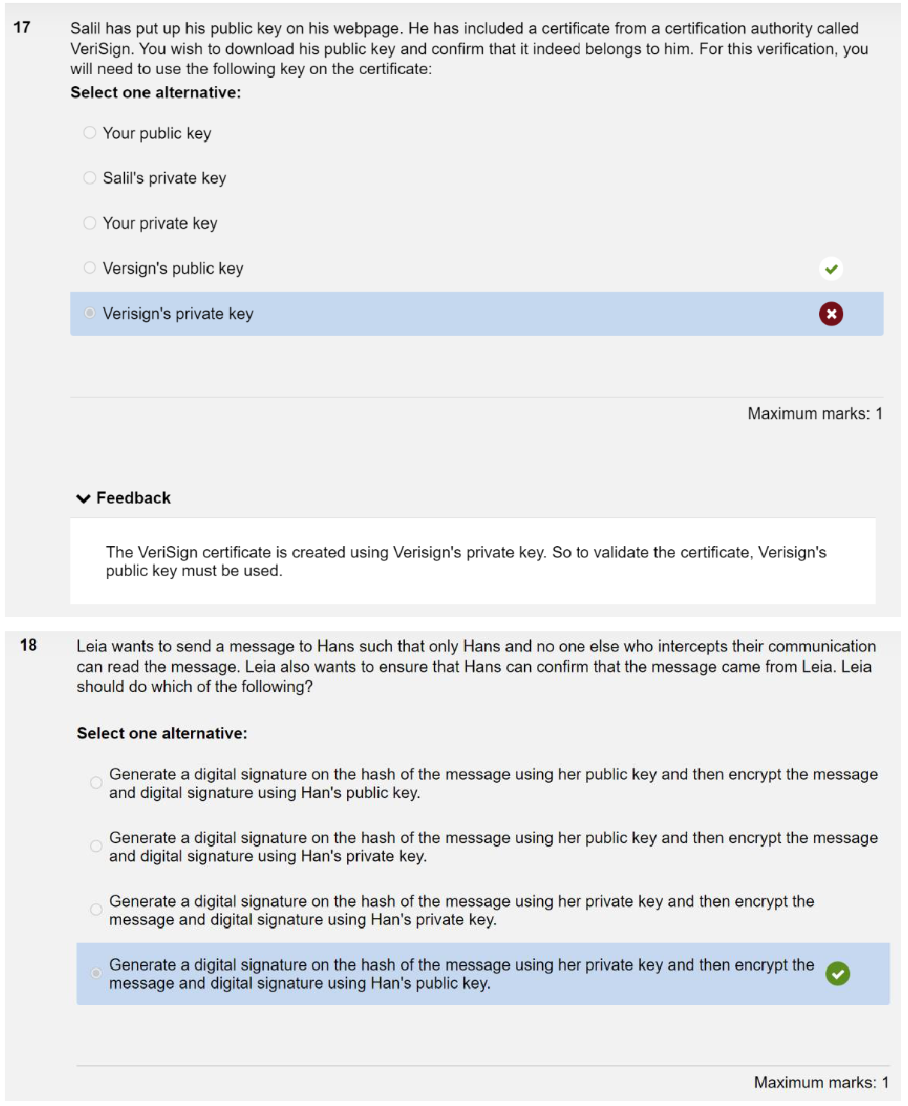 17
Salil has put up his public key on his webpage. He has included a certificate from a certification authority called
VeriSign. You wish to download his public key and confirm that it indeed belongs to him. For this verification, you
will need to use the following key on the certificate:
Select one alternative:
Your public key
Salil's private key
Your private key
Versign's public key
Verisign's private key
Maximum marks: 1
Feedback
The VeriSign certificate is created using Verisign's private key. So to validate the certificate, Verisign's
public key must be used.
18
Leia wants to send a message to Hans such that only Hans and no one else who intercepts their communication
can read the message. Leia also wants to ensure that Hans can confirm that the message came from Leia. Leia
should do which of the following?
Select one alternative:
Generate a digital signature on the hash of the message using her public key and then encrypt the message
and digital signature using Han's public key.
Generate a digital signature on the hash of the message using her public key and then encrypt the message
and digital signature using Han's private key.
Generate a digital signature on the hash of the message using her private key and then encrypt the
message and digital signature using Han's private key.
Generate a digital signature on the hash of the message using her private key and then encrypt the
message and digital signature using Han's public key.
Maximum marks: 1